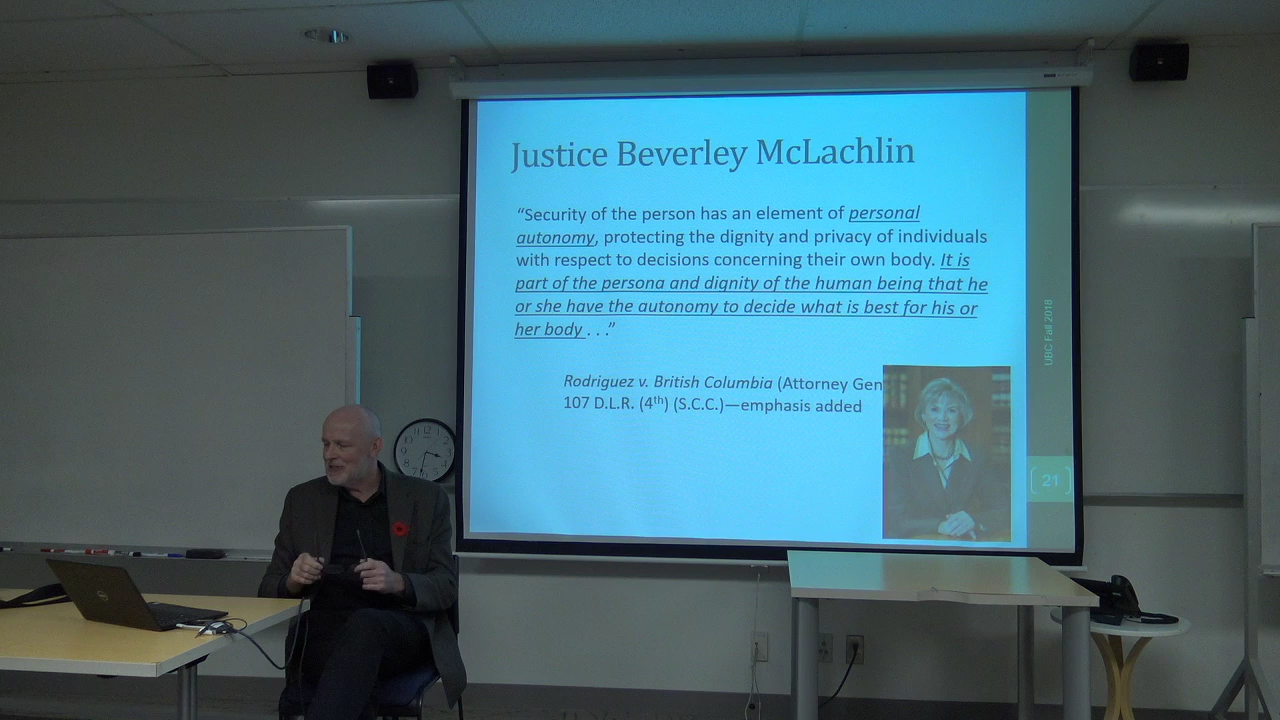 Justice Beverley McLachlin
“Security of the person has an element of personal
autonomy, protecting the dignity and privacy of individuals
with respect to decisions concerning their own body. It is
part of the persona and dignity of the human being that he
or she have the autonomy to decide what is best for his or
her body . . .”
Rodriguez v. British Columbia (Attorney Gen
107 D.L.R. (4th) (S.C.C.)—emphasis added
UBC Fall 2018
21